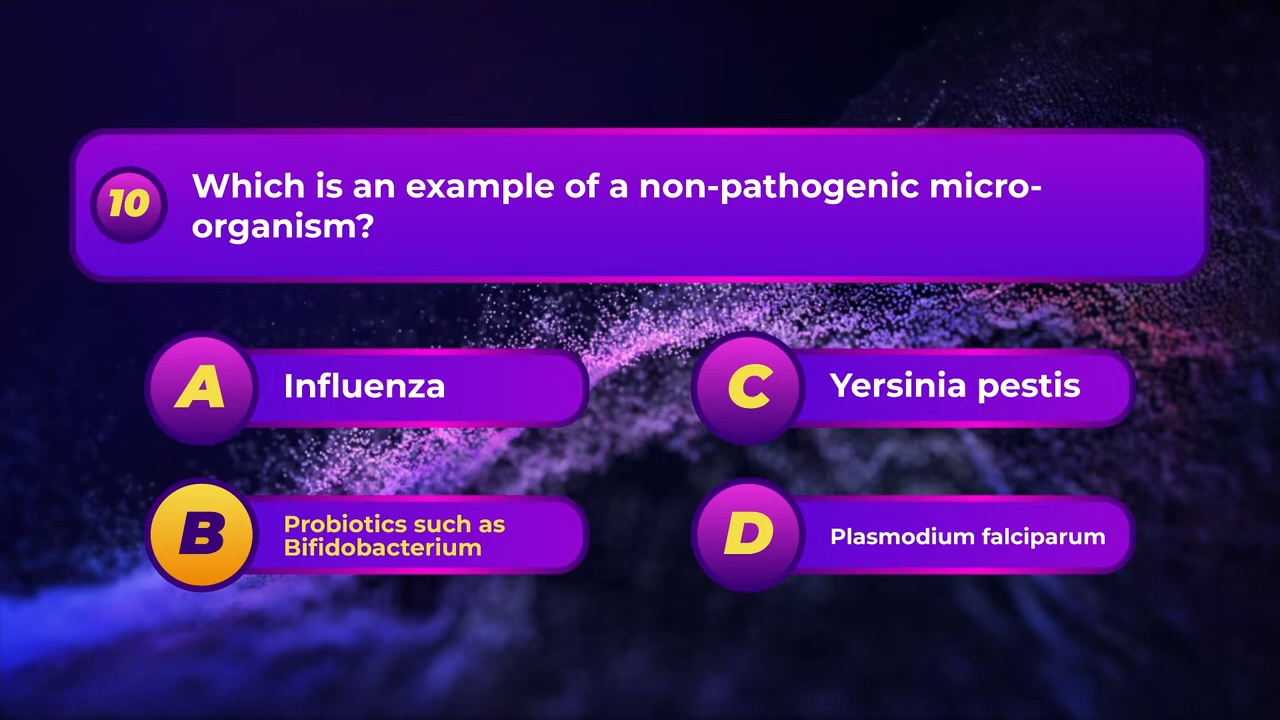 10
Which is an example of a non-pathogenic micro-
organism?
A
Influenza
B
Probiotics such as
Bifidobacterium
C
Yersinia pestis
D
Plasmodium falciparum